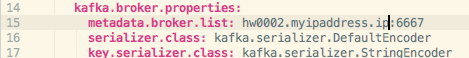 14 kafka.broker.properties:
15 metadata.broker.list: hw0002.myipaddress.ip:6667
16 serializer.class: kafka.serializer.DefaultEncoder
17 key.serializer.class: kafka.serializer.StringEncoder